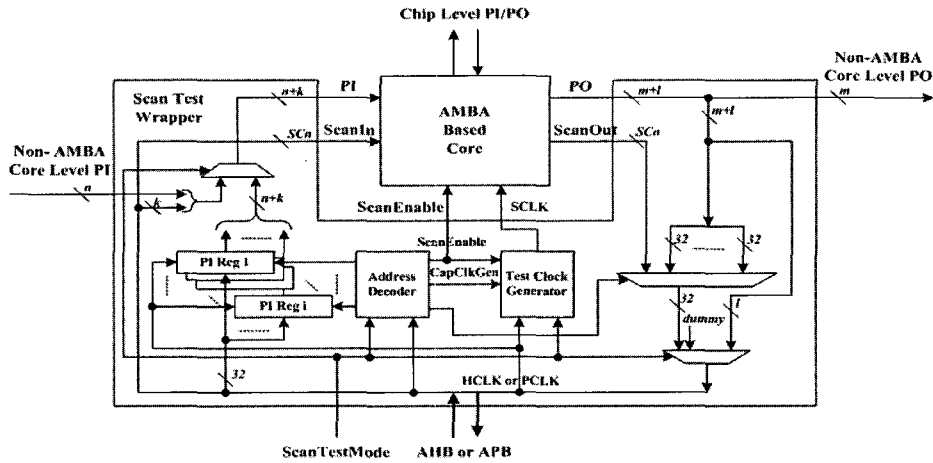 Chip Level PI/PO
Non-AMBA
Core Level PO
Scan Test
Wrapper
n+k
PI
AMBA
Based
Core
PO
m+l
m
m+l
SCn
ScanIn
ScanOut
SCn
Non- AMBA
Core Level PI
n
k
n+k
ScanEnable
SCLK
ScanEnable
CapClkGen
PI Reg 1
PI Reg i
Address
Decoder
Test Clock
Generator
32
32
32
dummy
l
32
HCLK or PCLK
ScanTestMode
AHB or APB